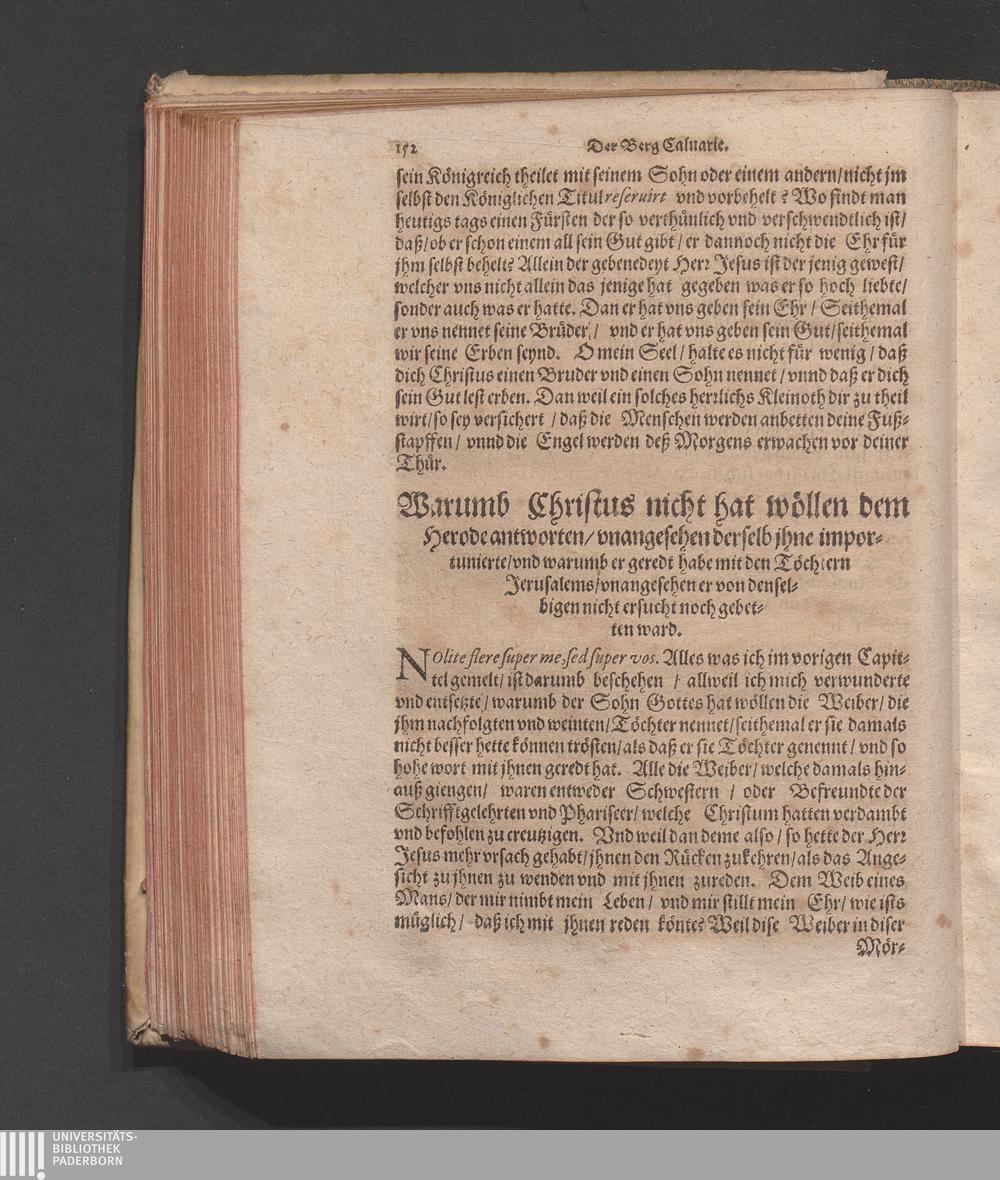 152 Der Berg Caluarie.
sein Königreich theilet mit seinem Sohn oder einem andern/nicht jm
selbst den Königlichen Titul reseruirt vnd vorbehelt? Wo findt man
heutigs tags einen Fürsten der so verthünlich vnd verschwendtlich ist/
daß/ob er schon einem all sein Gut gibt/er dannoch nicht die Ehr für
jhm selbst behelt? Allein der gebenedeyt Herr Jesus ist der jenig gewest/
welcher vns nicht allein das jenige hat gegeben was er so hoch liebte/
sonder auch was er hatte. Dan er hat vns geben sein Ehr/Seithemal
er vns nennet seine Brüder/ vnd er hat vns geben sein Gut/seithemal
wir seine Erben seynd. O mein Seel/halte es nicht für wenig/daß
dich Christus einen Bruder vnd einen Sohn nennet/vnnd daß er dich
sein Gut lest erben. Dan weil ein solches herrlichs Kleinoth dir zu theil
wirt/so sey versichert/daß die Menschen werden anbetten deine Fuß-
stapffen/vnnd die Engel werden deß Morgens erwachen vor deiner
Thür.
Warumb Christus nicht hat wöllen dem
Herode antworten/vnangesehen derselb jhne impor-
tunierte/vnd warumb er geredt habe mit den Töchtern
Jerusalems/vnangesehen er von densel-
bigen nicht ersucht noch gebet-
ten ward.
NOlite flere super me, sed super vos. Alles was ich im vorigen Capit-
tel gemelt/ist darumb beschehen/allweil ich mich verwunderte
vnd entsetzte/warumb der Sohn Gottes hat wöllen die Weiber/die
jhm nachfolgten vnd weinten/Töchter nennet/seithemal er sie damals
nicht besser hette können trösten/als daß er sie Töchter genennt/vnd so
hohe wort mit jhnen geredt hat. Alle die Weiber/welche damals hin-
auß giengen/ waren entweder Schwestern/oder Befreundte der
Schrifftgelehrten vnd Phariseer/welche Christum hatten verdambt
vnd befohlen zu creutzigen. Vnd weil dan deme also/so hette der Herr
Jesus mehr vrsach gehabt/jhnen den Rücken zukehren/als das Ange-
sicht zu jhnen zu wenden vnd mit jhnen zureden. Dem Weib eines
Mans/der mir nimbt mein Leben/vnd mir stillt mein Ehr/wie ists
müglich/ daß ich mit jhnen reden könte? Weil dise Weiber in diser
Mör-
UNIVERSITÄTS-
BIBLIOTHEK
PADERBORN